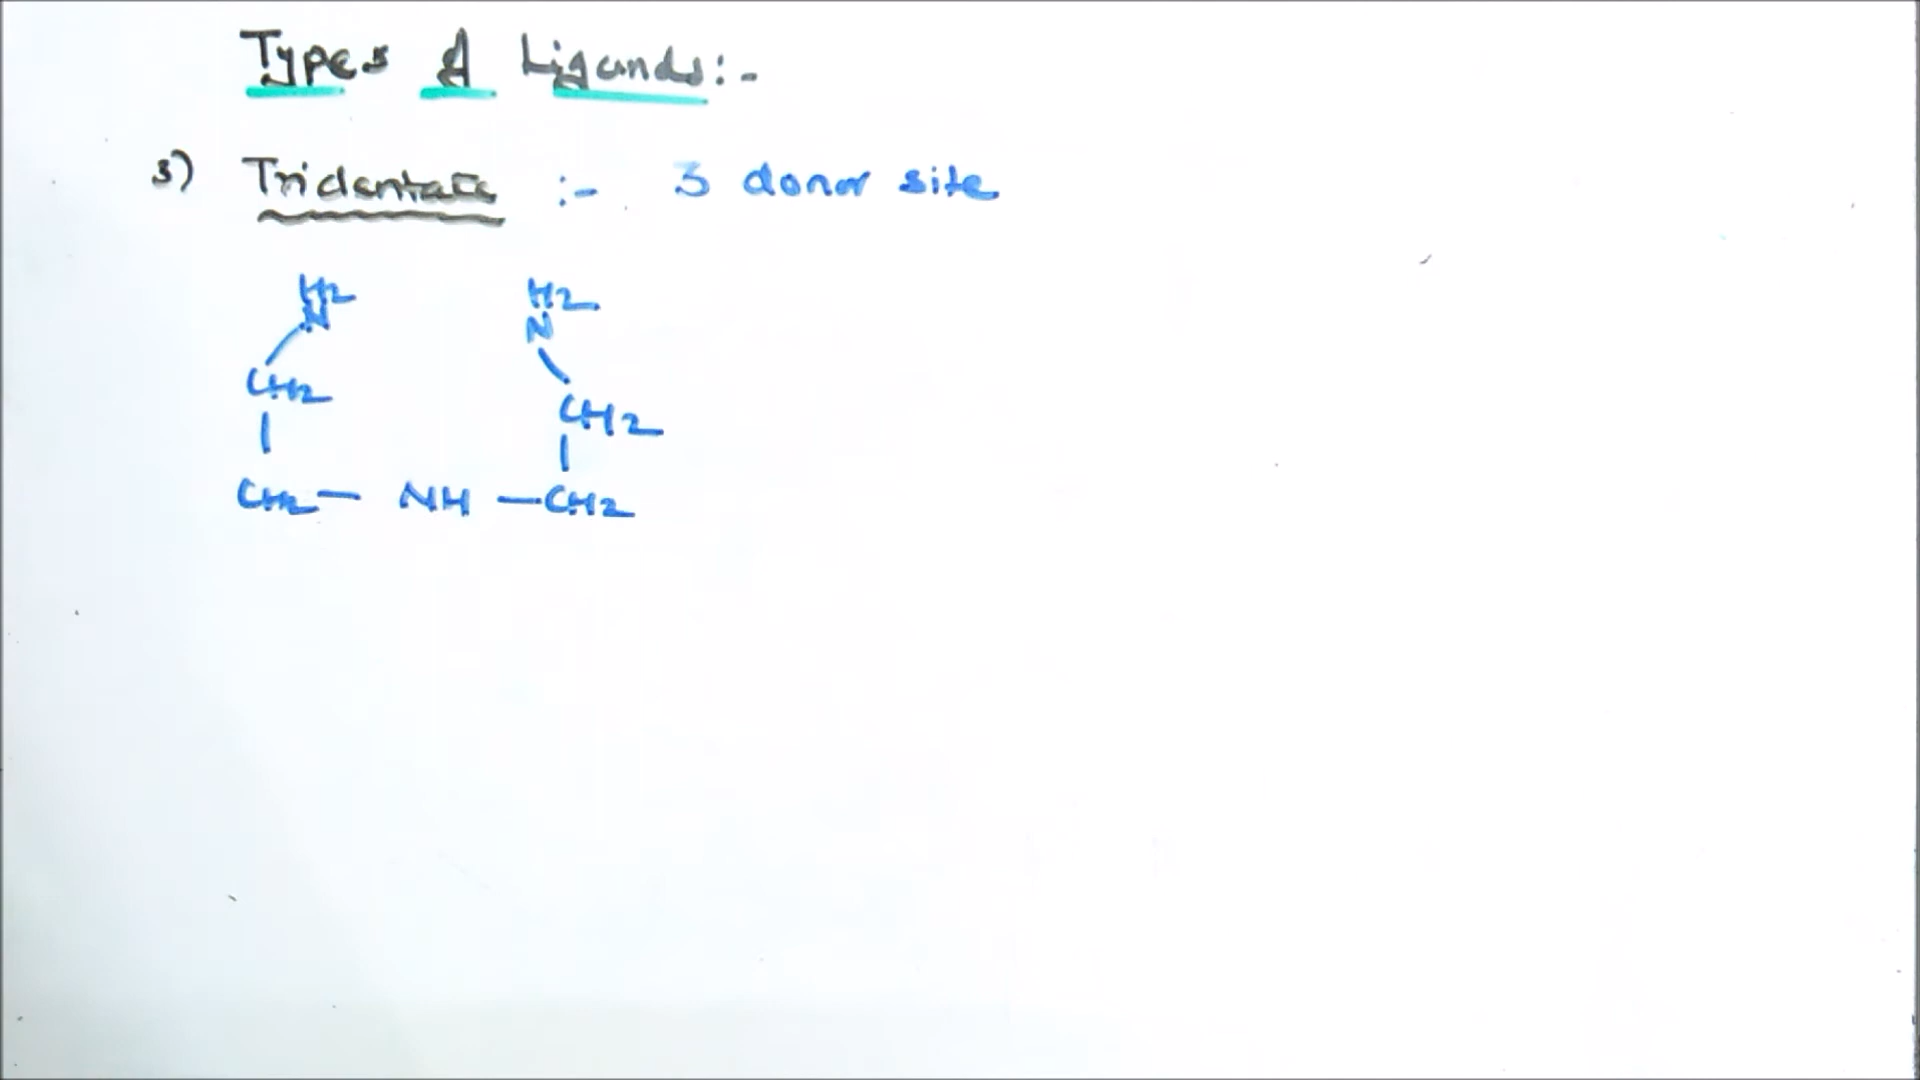 Types of Ligands:-
3) Tridentate :- 3 donor site
H2 H2
N N
CH2 CH2
CH2 - NH - CH2